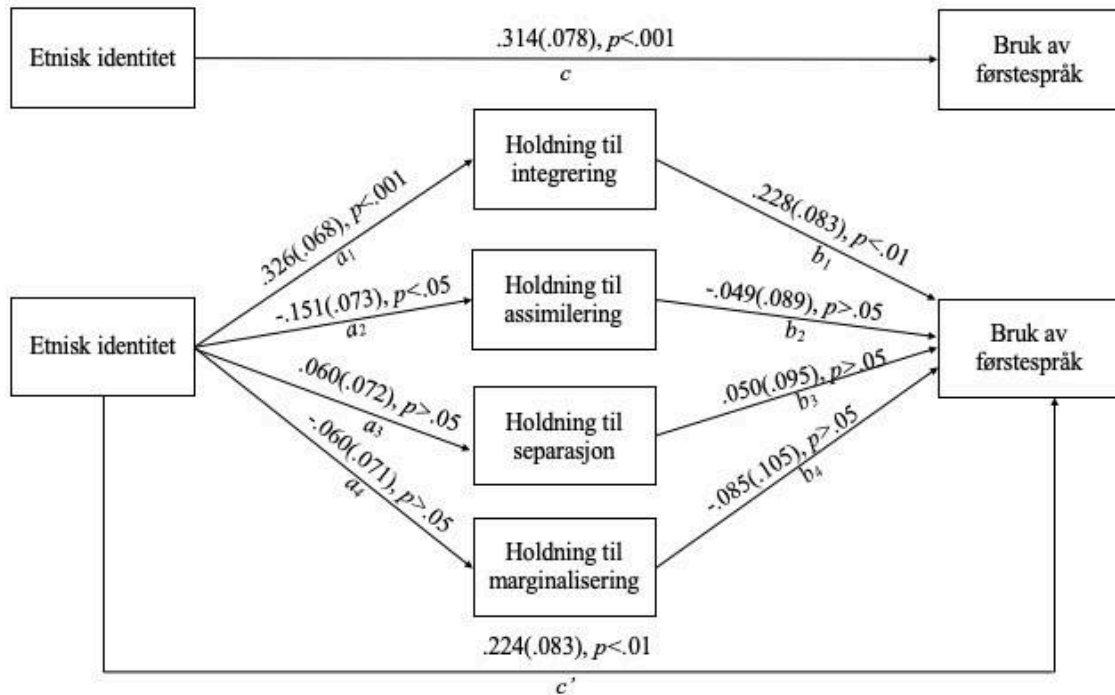 Etnisk identitet
.314(.078), p<.001
c
Bruk av
førstespråk
Holdning til
integrering
.326(.068), p<.001
a1
.228(.083), p<.01
b1
Holdning til
assimilering
-.151(.073), p<.05
a2
-.049(.089), p>.05
b2
Etnisk identitet
Bruk av
førstespråk
.060(.072), p>.05
a3
.050(.095), p>.05
b3
Holdning til
separasjon
-.060(.071), p>.05
a4
-.085(.105), p>.05
b4
Holdning til
marginalisering
.224(.083), p<.01
c’